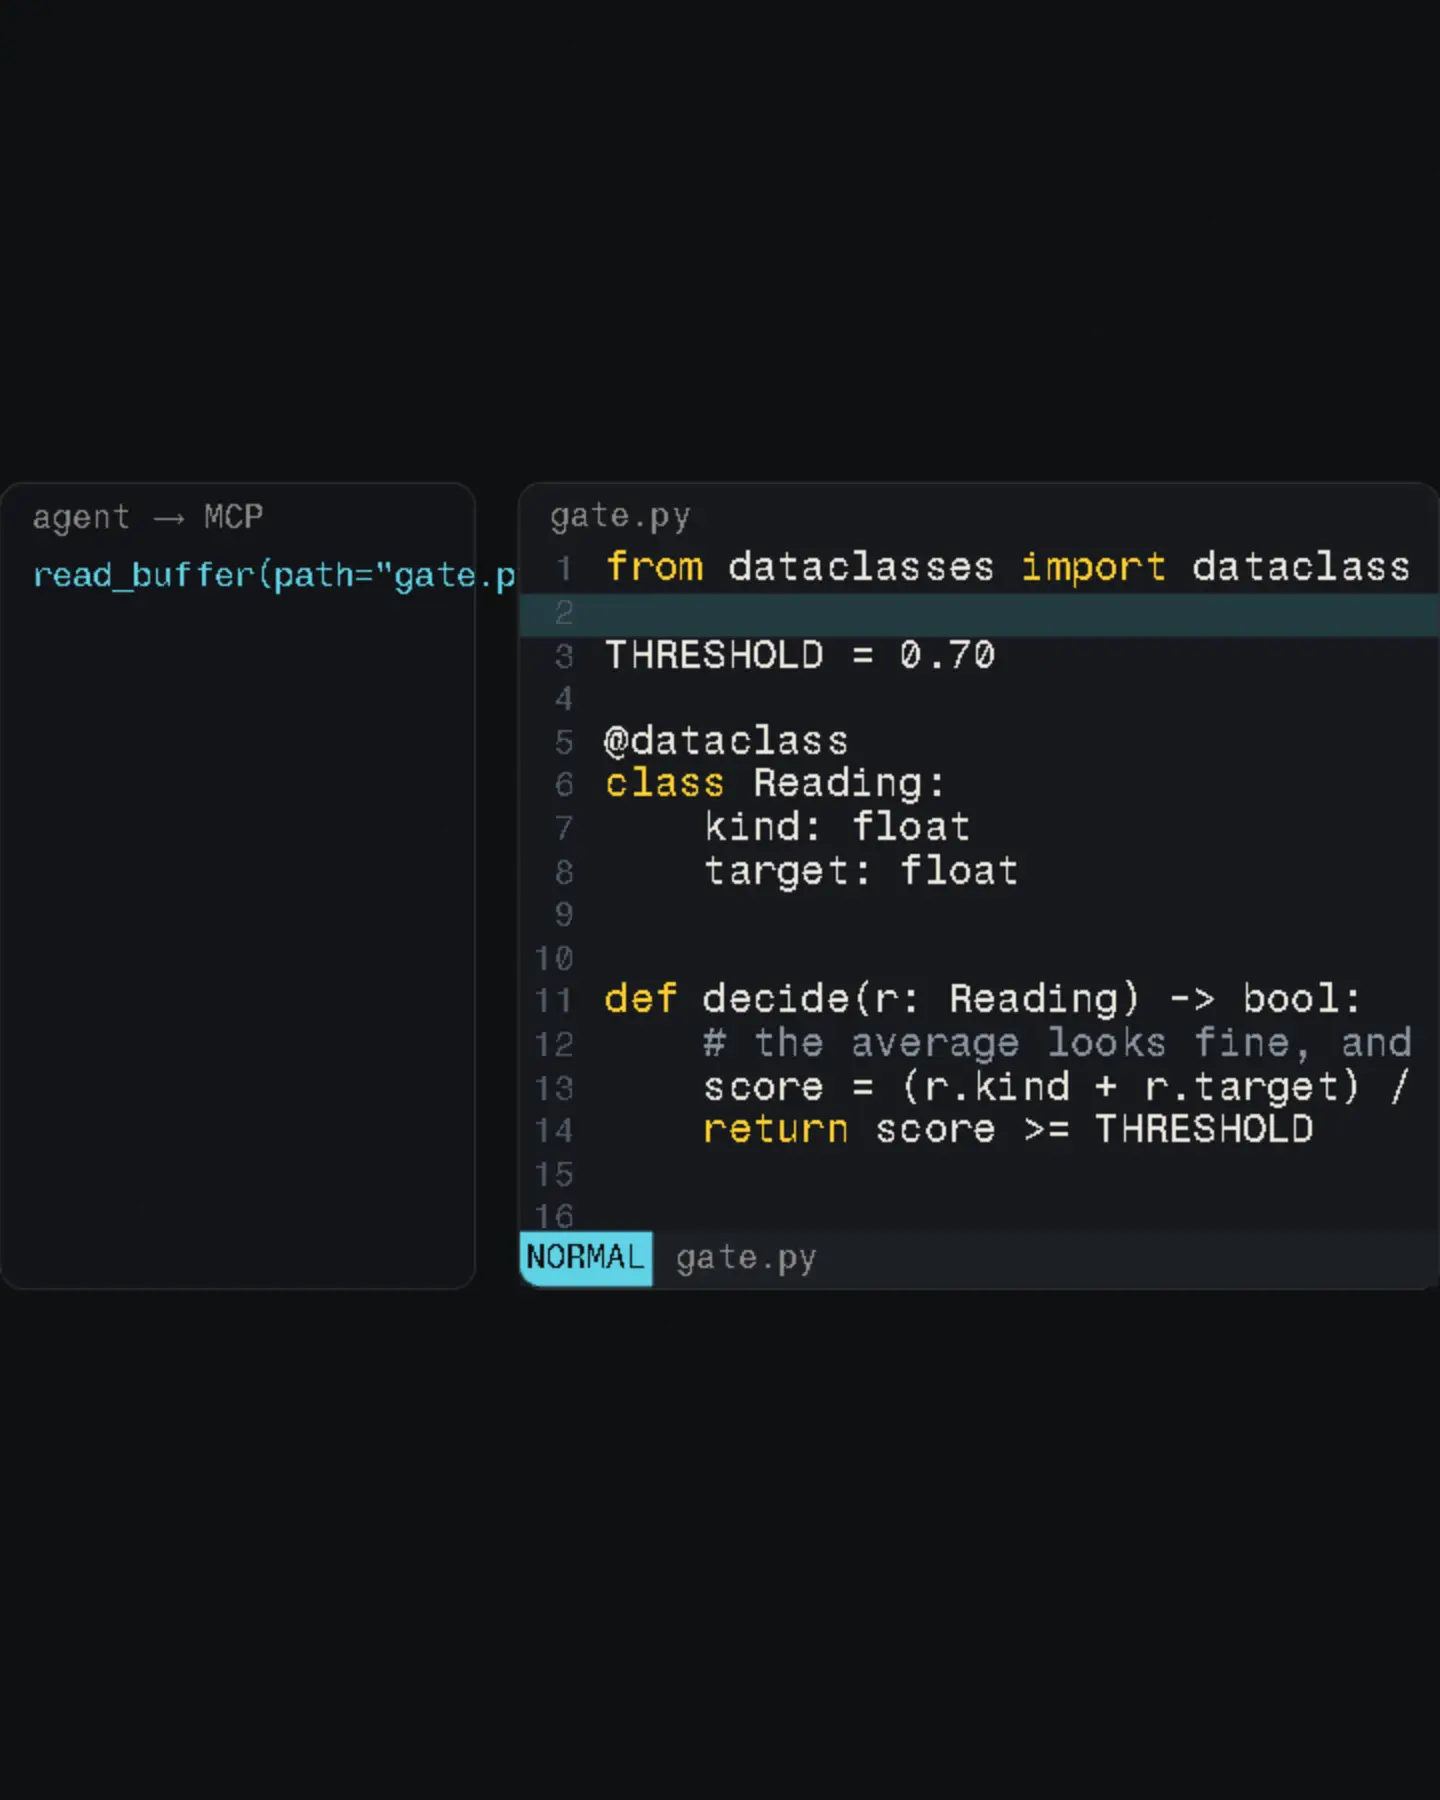 agent → MCP
read_buffer(path="gate.p
gate.py
1 from dataclasses import dataclass
2
3 THRESHOLD = 0.70
4
5 @dataclass
6 class Reading:
7     kind: float
8     target: float
9
10
11 def decide(r: Reading) -> bool:
12     # the average looks fine, and
13     score = (r.kind + r.target) /
14     return score >= THRESHOLD
15
16
NORMAL gate.py